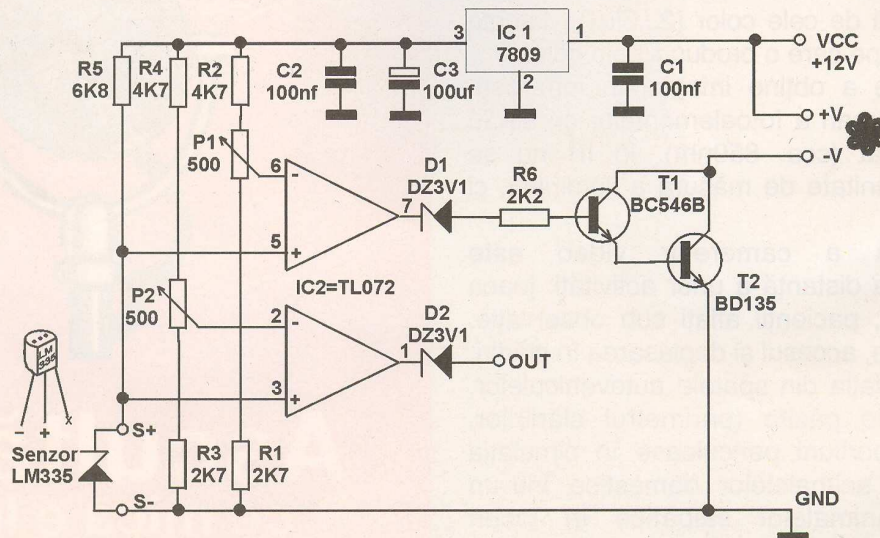 R5
6K8
R4
4K7
R2
4K7
C2
100nf
C3
100uf
3
IC 1
7809
1
2
C1
100nf
VCC
+12V
+V
-V
P1
500
6
-
7
5
+
D1
DZ3V1
R6
2K2
T1
BC546B
T2
BD135
IC2=TL072
P2
500
2
-
1
3
+
D2
DZ3V1
OUT
LM
335
- + x
S+
Senzor
LM335
S-
R3
2K7
R1
2K7
GND